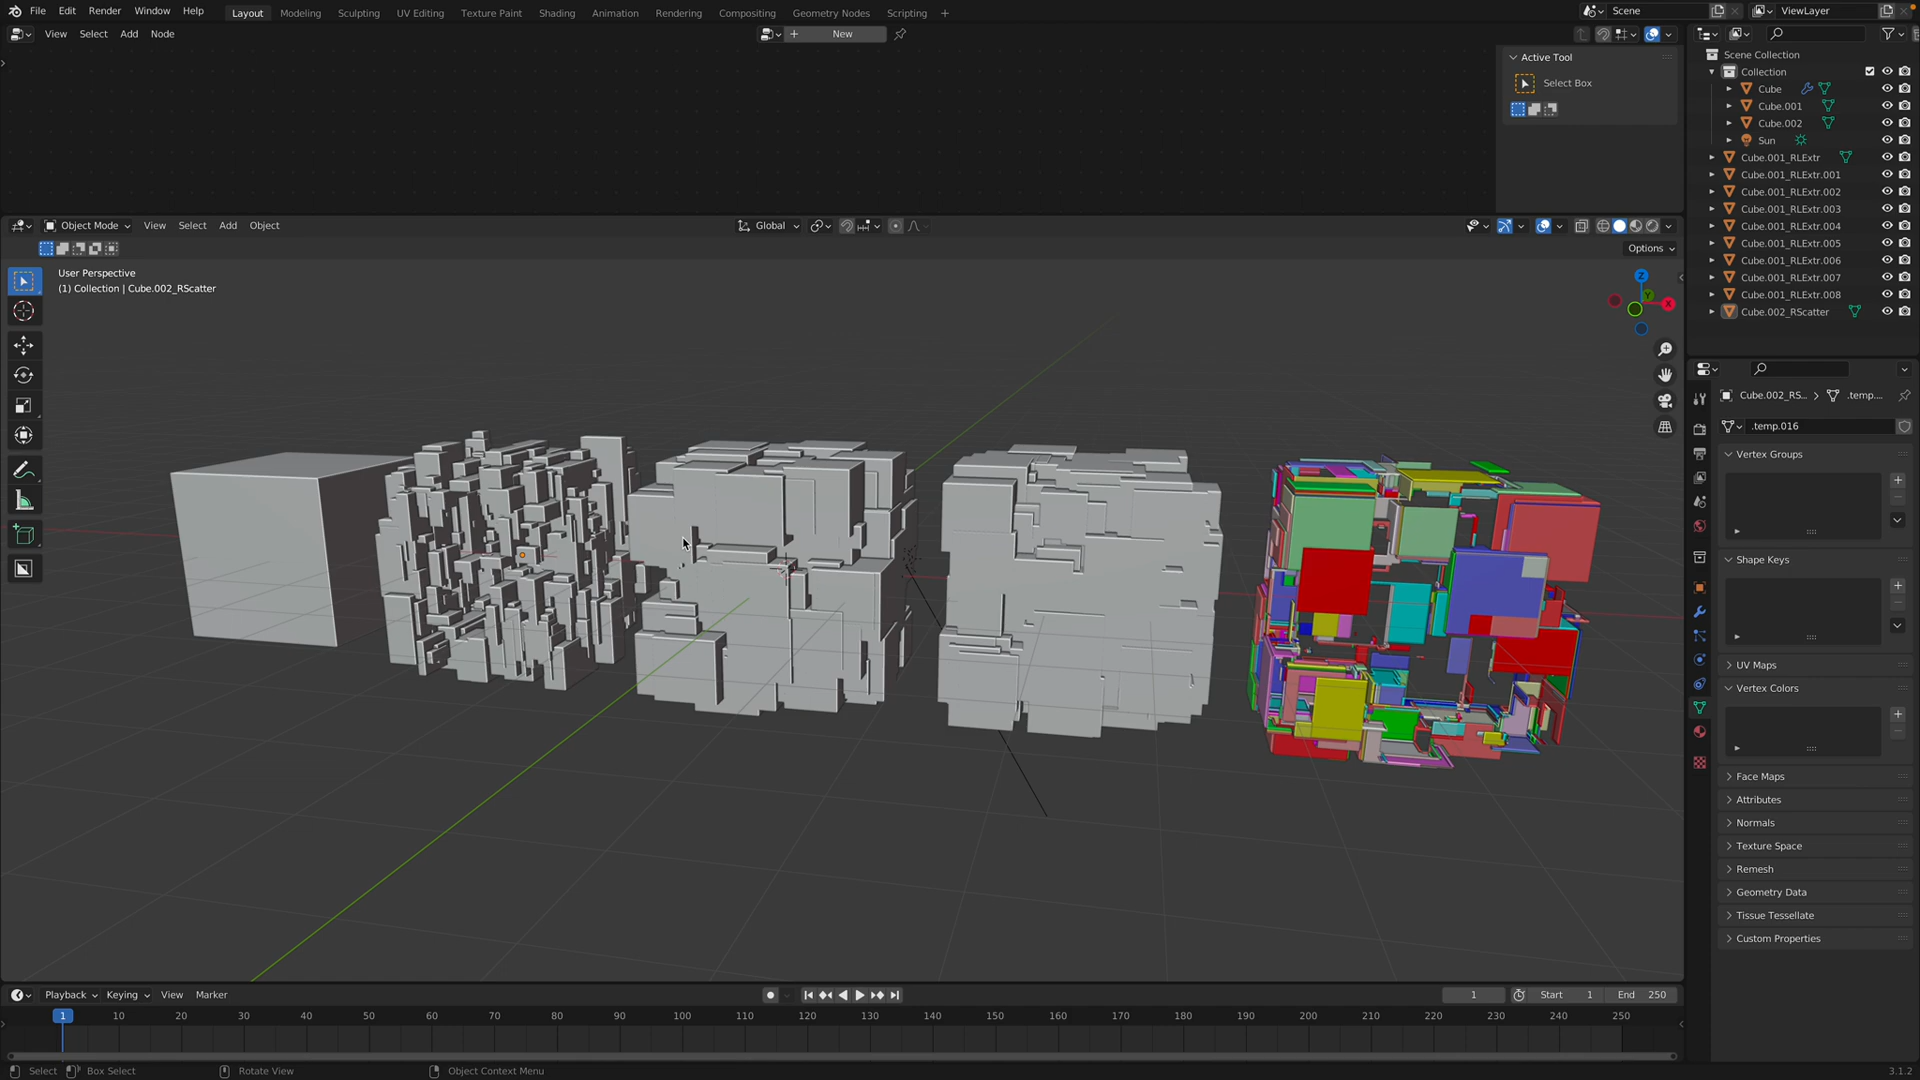 File Edit Render Window Help Layout Modeling Sculpting UV Editing Texture Paint Shading Animation Rendering Compositing Geometry Nodes Scripting + Scene ViewLayer
View Select Add Node + New
Active Tool
Select Box
Scene Collection
Collection
Cube
Cube.001
Cube.002
Sun
Cube.001_RLExtr
Cube.001_RLExtr.001
Cube.001_RLExtr.002
Cube.001_RLExtr.003
Cube.001_RLExtr.004
Cube.001_RLExtr.005
Cube.001_RLExtr.006
Cube.001_RLExtr.007
Cube.001_RLExtr.008
Cube.002_RScatter
Object Mode View Select Add Object Global
Options
User Perspective
(1) Collection | Cube.002_RScatter
Z
Y
X
Cube.002_RS... > .temp....
.temp.016
Vertex Groups
Shape Keys
UV Maps
Vertex Colors
Face Maps
Attributes
Normals
Texture Space
Remesh
Geometry Data
Tissue Tessellate
Custom Properties
Playback Keying View Marker 1 Start 1 End 250
1 10 20 30 40 50 60 70 80 90 100 110 120 130 140 150 160 170 180 190 200 210 220 230 240 250
Select Box Select Rotate View Object Context Menu 3.1.2